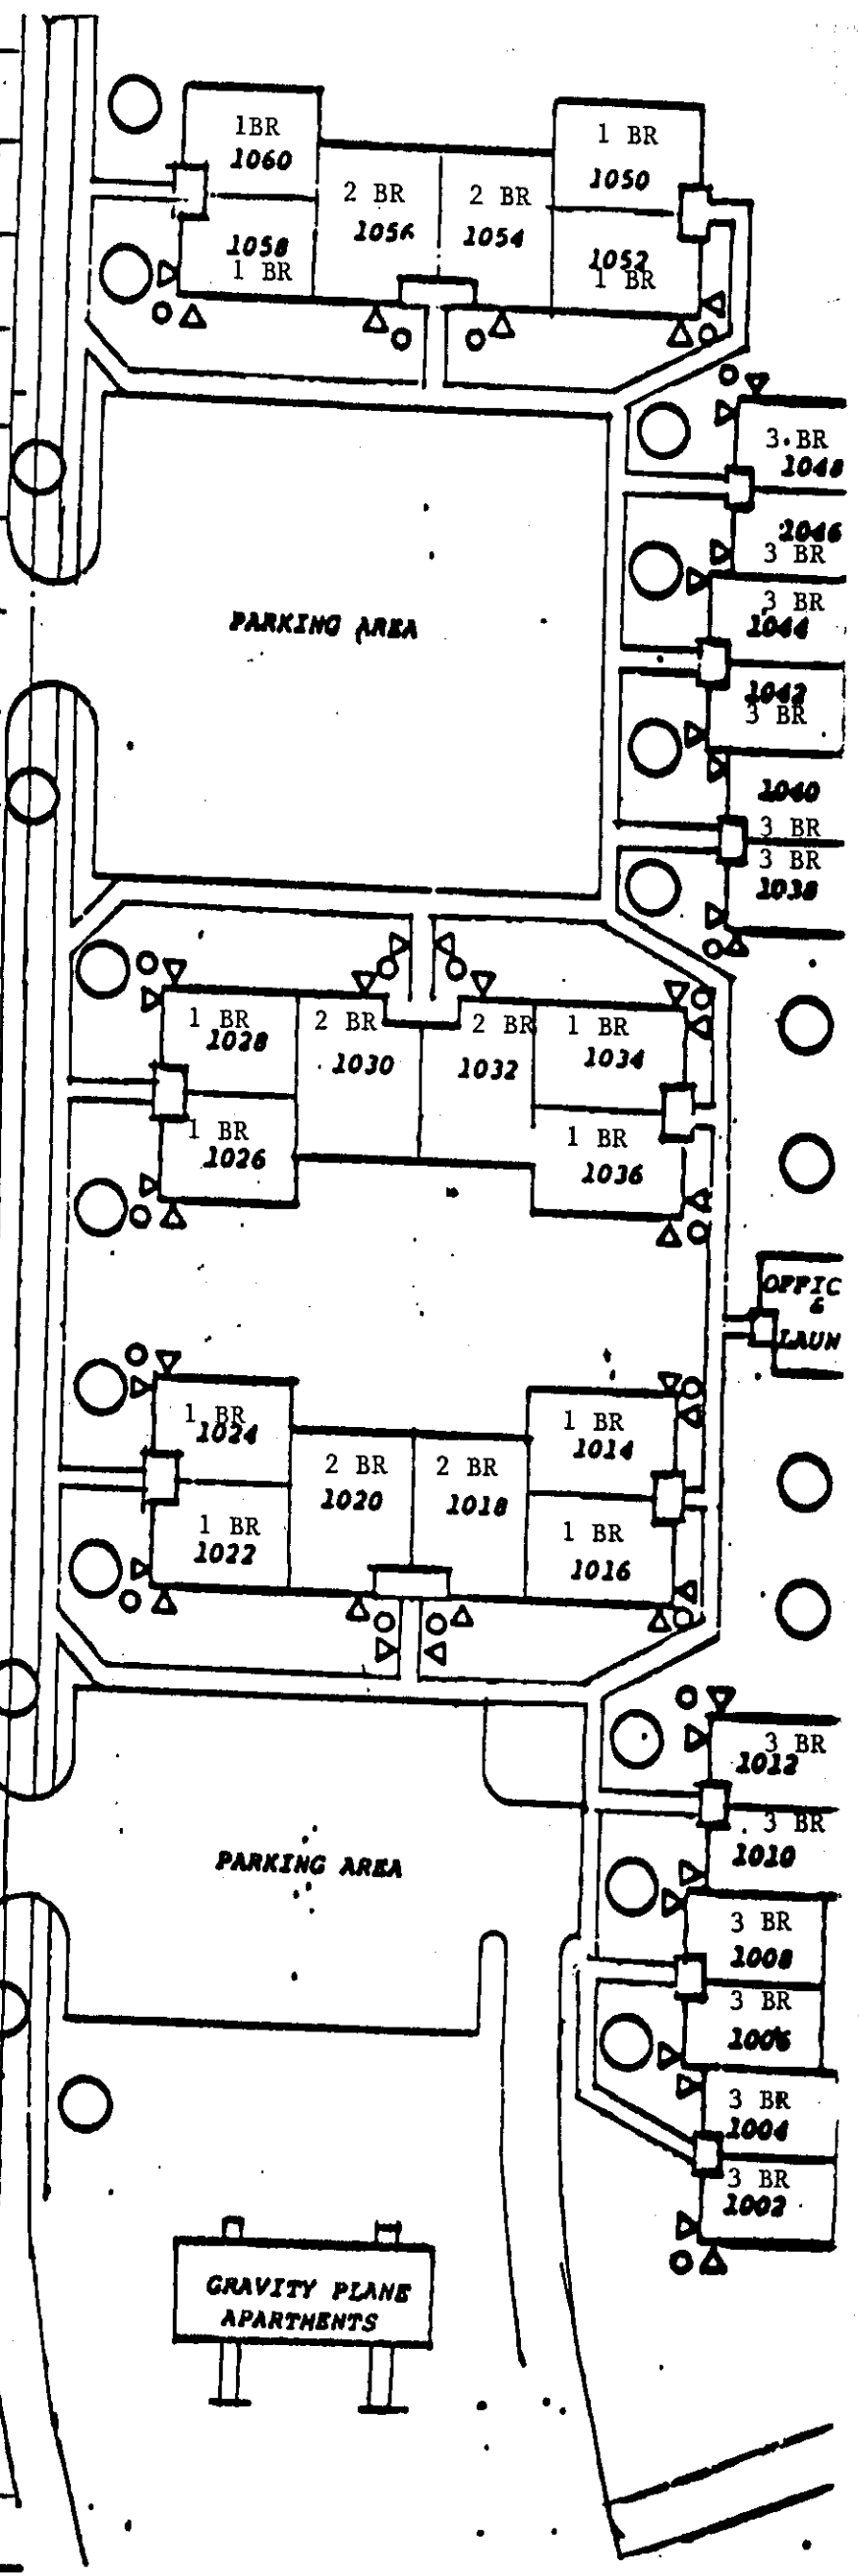 1BR
1060
1058
1 BR
2 BR
1056
2 BR
1054
1 BR
1050
1052
1 BR
3 BR
1048
1046
3 BR
3 BR
1044
1042
3 BR
1040
3 BR
3 BR
1038
PARKING AREA
1 BR
1028
2 BR
1030
2 BR
1032
1 BR
1034
1 BR
1026
1 BR
1036
OFFIC
&
LAUN
1 BR
1024
2 BR
1020
2 BR
1018
1 BR
1014
1 BR
1022
1 BR
1016
3 BR
1012
3 BR
1010
PARKING AREA
3 BR
1008
3 BR
1006
3 BR
1004
3 BR
1002
GRAVITY PLANE
APARTMENTS